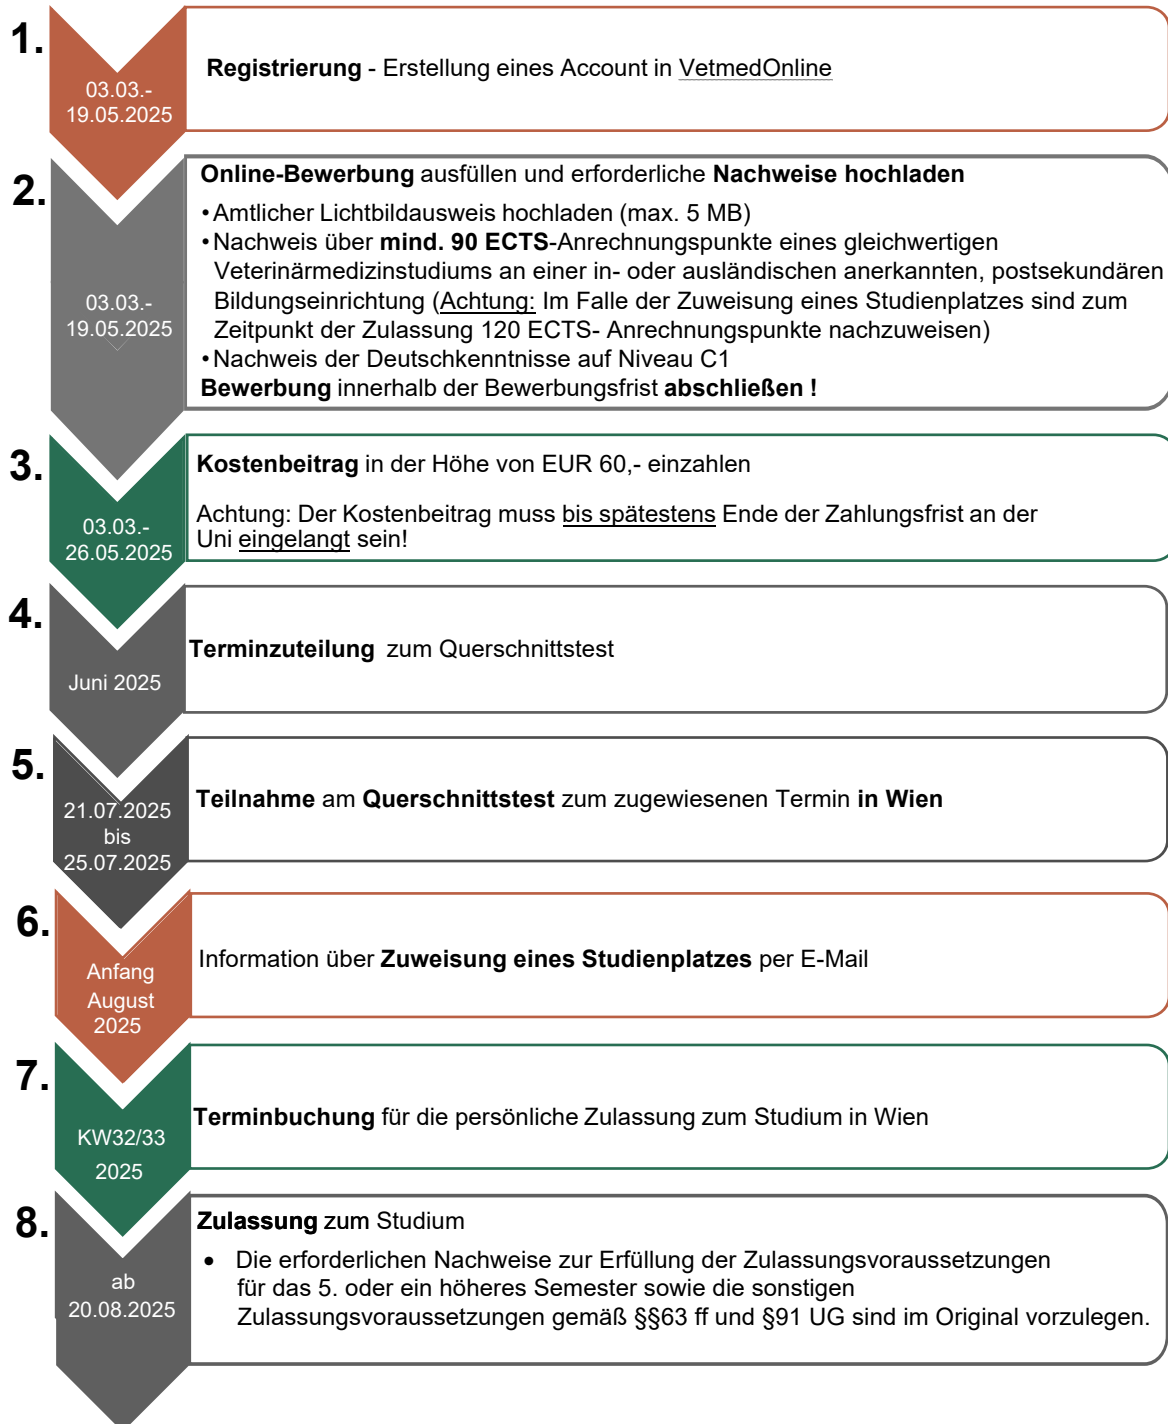 1.
03.03.-
19.05.2025
Registrierung - Erstellung eines Account in VetmedOnline
2.
03.03.-
19.05.2025
Online-Bewerbung ausfüllen und erforderliche Nachweise hochladen
•Amtlicher Lichtbildausweis hochladen (max. 5 MB)
•Nachweis über mind. 90 ECTS-Anrechnungspunkte eines gleichwertigen
Veterinärmedizinstudiums an einer in- oder ausländischen anerkannten, postsekundären
Bildungseinrichtung (Achtung: Im Falle der Zuweisung eines Studienplatzes sind zum
Zeitpunkt der Zulassung 120 ECTS- Anrechnungspunkte nachzuweisen)
•Nachweis der Deutschkenntnisse auf Niveau C1
Bewerbung innerhalb der Bewerbungsfrist abschließen !
3.
03.03.-
26.05.2025
Kostenbeitrag in der Höhe von EUR 60,- einzahlen
Achtung: Der Kostenbeitrag muss bis spätestens Ende der Zahlungsfrist an der
Uni eingelangt sein!
4.
Juni 2025
Terminzuteilung zum Querschnittstest
5.
21.07.2025
bis
25.07.2025
Teilnahme am Querschnittstest zum zugewiesenen Termin in Wien
6.
Anfang
August
2025
Information über Zuweisung eines Studienplatzes per E-Mail
7.
KW32/33
2025
Terminbuchung für die persönliche Zulassung zum Studium in Wien
8.
ab
20.08.2025
Zulassung zum Studium
• Die erforderlichen Nachweise zur Erfüllung der Zulassungsvoraussetzungen
für das 5. oder ein höheres Semester sowie die sonstigen
Zulassungsvoraussetzungen gemäß §§63 ff und §91 UG sind im Original vorzulegen.